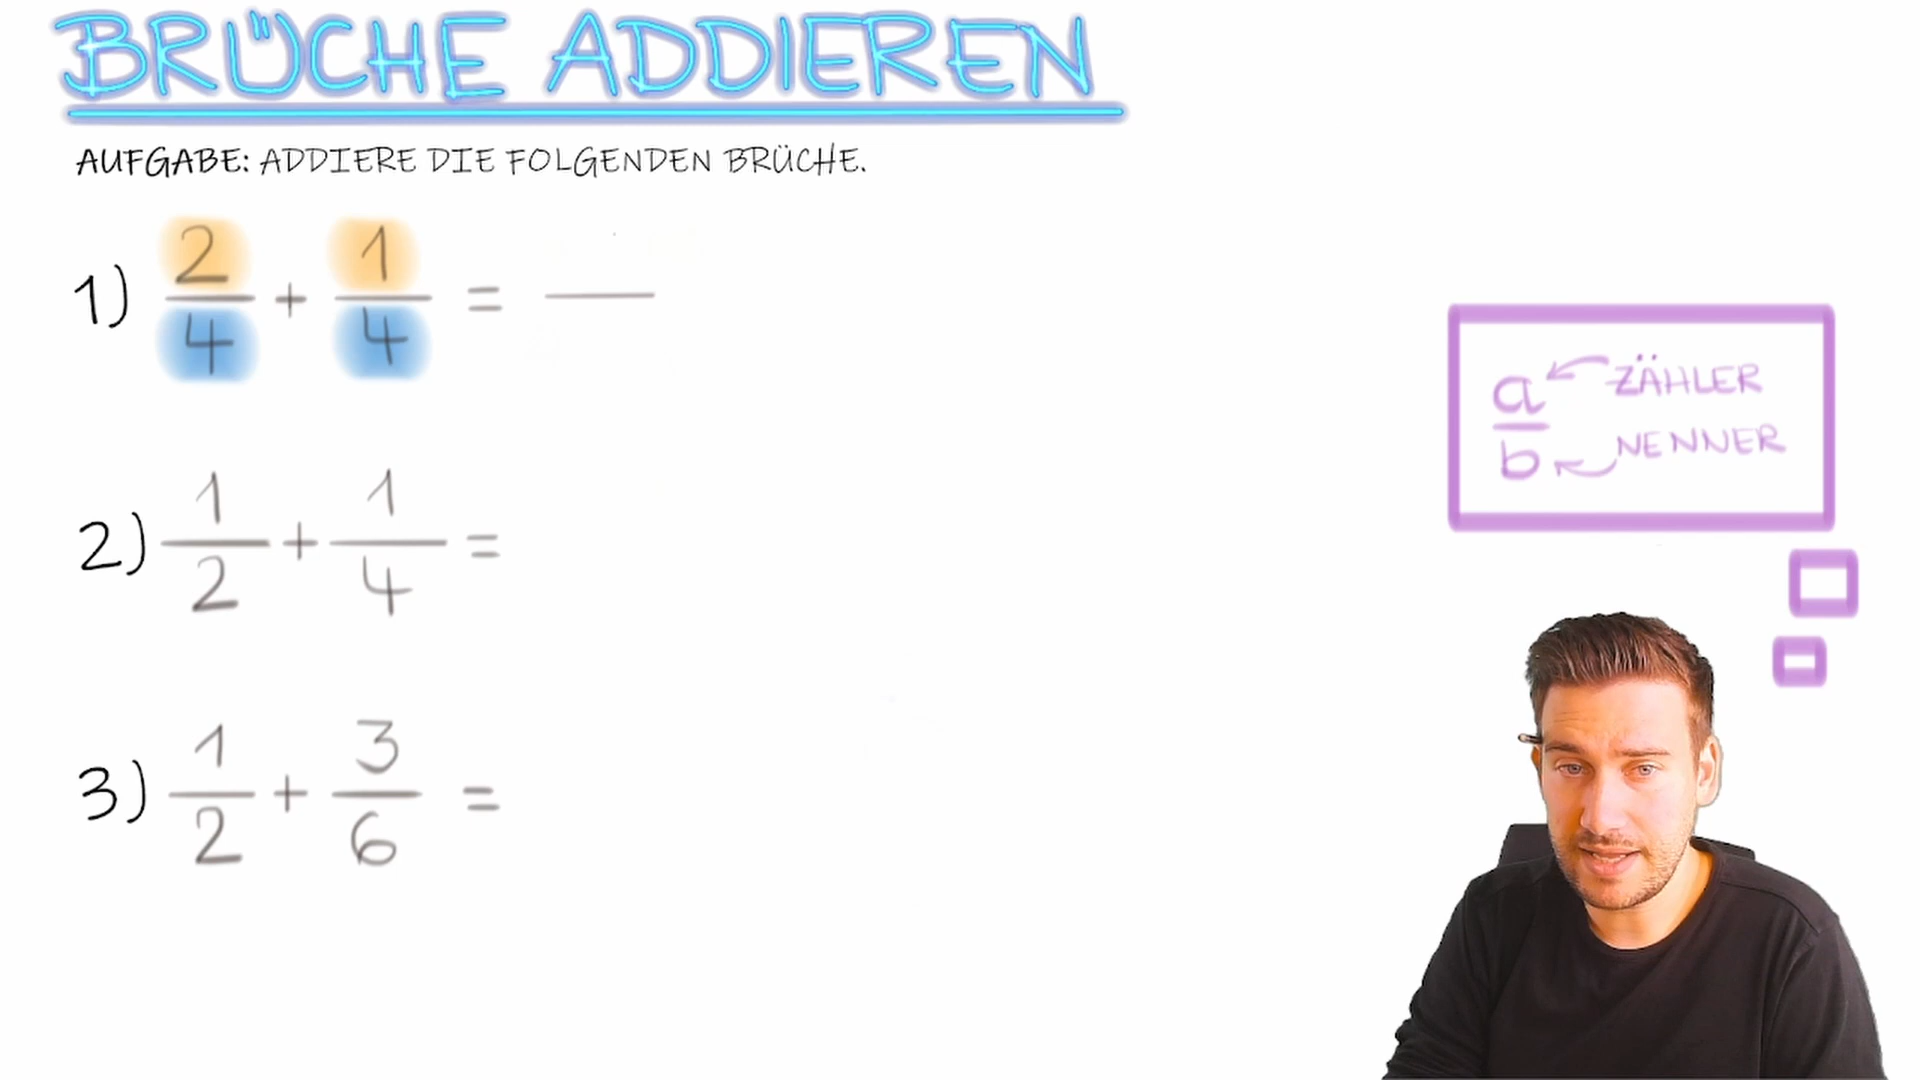 BRÜCHE ADDIEREN
AUFGABE: ADDIERE DIE FOLGENDEN BRÜCHE.
1) 2/4 + 1/4 =
a ZÄHLER
b NENNER
2) 1/2 + 1/4 =
3) 1/2 + 3/6 =